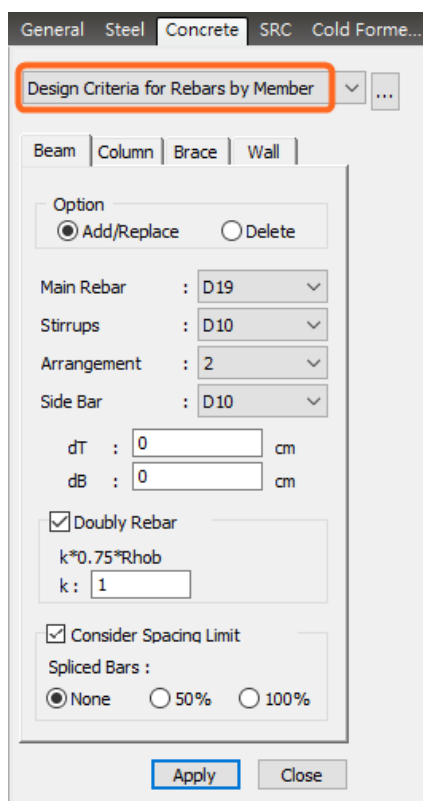 General Steel Concrete SRC Cold Forme...
Design Criteria for Rebars by Member ...
Beam Column Brace Wall
Option
Add/Replace Delete
Main Rebar : D19
Stirrups : D10
Arrangement : 2
Side Bar : D10
dT : 0 cm
dB : 0 cm
Doubly Rebar
k*0.75*Rhob
k : 1
Consider Spacing Limit
Spliced Bars :
None 50% 100%
Apply Close